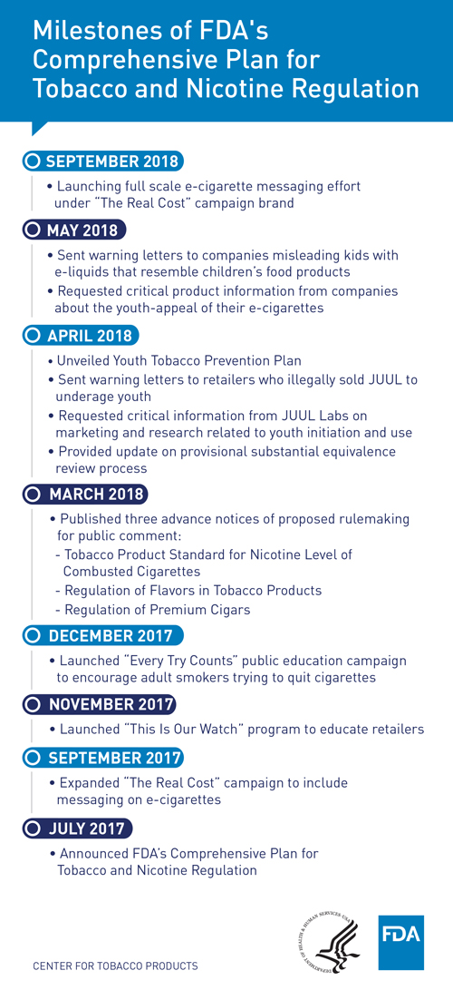 Milestones of FDA's
Comprehensive Plan for
Tobacco and Nicotine Regulation
SEPTEMBER 2018
• Launching full scale e-cigarette messaging effort
under “The Real Cost” campaign brand
MAY 2018
• Sent warning letters to companies misleading kids with
e-liquids that resemble children’s food products
• Requested critical product information from companies
about the youth-appeal of their e-cigarettes
APRIL 2018
• Unveiled Youth Tobacco Prevention Plan
• Sent warning letters to retailers who illegally sold JUUL to
underage youth
• Requested critical information from JUUL Labs on
marketing and research related to youth initiation and use
• Provided update on provisional substantial equivalence
review process
MARCH 2018
• Published three advance notices of proposed rulemaking
for public comment:
- Tobacco Product Standard for Nicotine Level of
Combusted Cigarettes
- Regulation of Flavors in Tobacco Products
- Regulation of Premium Cigars
DECEMBER 2017
• Launched “Every Try Counts” public education campaign
to encourage adult smokers trying to quit cigarettes
NOVEMBER 2017
• Launched “This Is Our Watch” program to educate retailers
SEPTEMBER 2017
• Expanded “The Real Cost” campaign to include
messaging on e-cigarettes
JULY 2017
• Announced FDA’s Comprehensive Plan for
Tobacco and Nicotine Regulation
CENTER FOR TOBACCO PRODUCTS
DEPARTMENT OF HEALTH & HUMAN SERVICES·USA
FDA